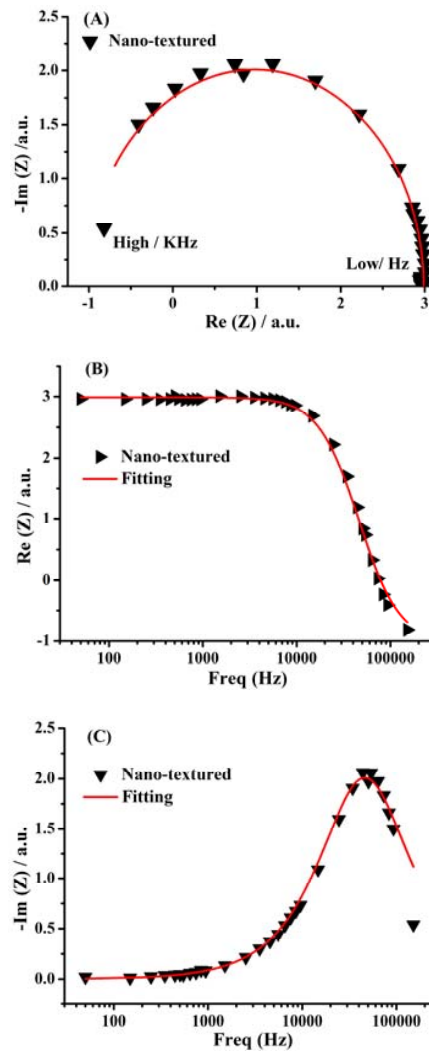 (A)
Nano-textured
-Im (Z) /a.u.
2.5
2.0
1.5
1.0
0.5
0.0
High / KHz
Low/ Hz
-1 0 1 2 3
Re (Z) / a.u.
(B)
Re (Z) / a.u.
3
2
1
0
-1
Nano-textured
Fitting
100 1000 10000 100000
Freq (Hz)
(C)
-Im (Z) / a.u.
2.5
2.0
1.5
1.0
0.5
0.0
Nano-textured
Fitting
100 1000 10000 100000
Freq (Hz)